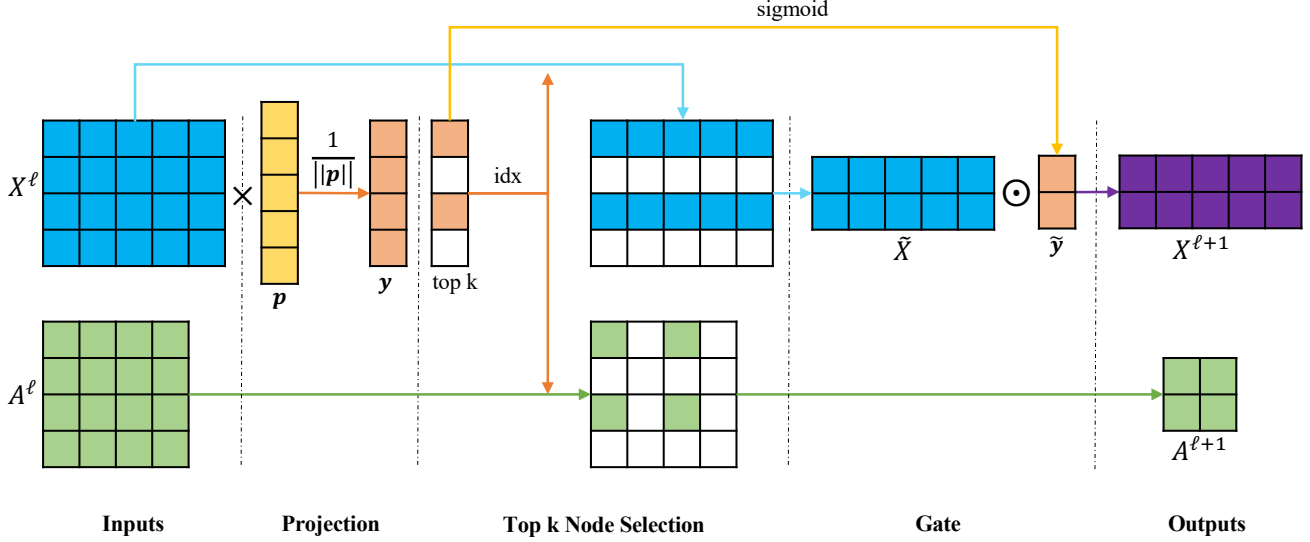 sigmoid
X^ℓ
×
1
||p||
idx
⊙
p
y
top k
X̃
ỹ
X^{ℓ+1}
A^ℓ
A^{ℓ+1}
Inputs
Projection
Top k Node Selection
Gate
Outputs